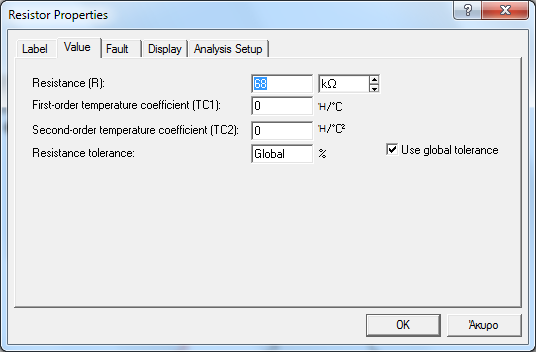 Resistor Properties
Label Value Fault Display Analysis Setup
Resistance (R): 68 kΩ
First-order temperature coefficient (TC1): 0 Ή/°C
Second-order temperature coefficient (TC2): 0 Ή/°C²
Resistance tolerance: Global % Use global tolerance
OK Άκυρο